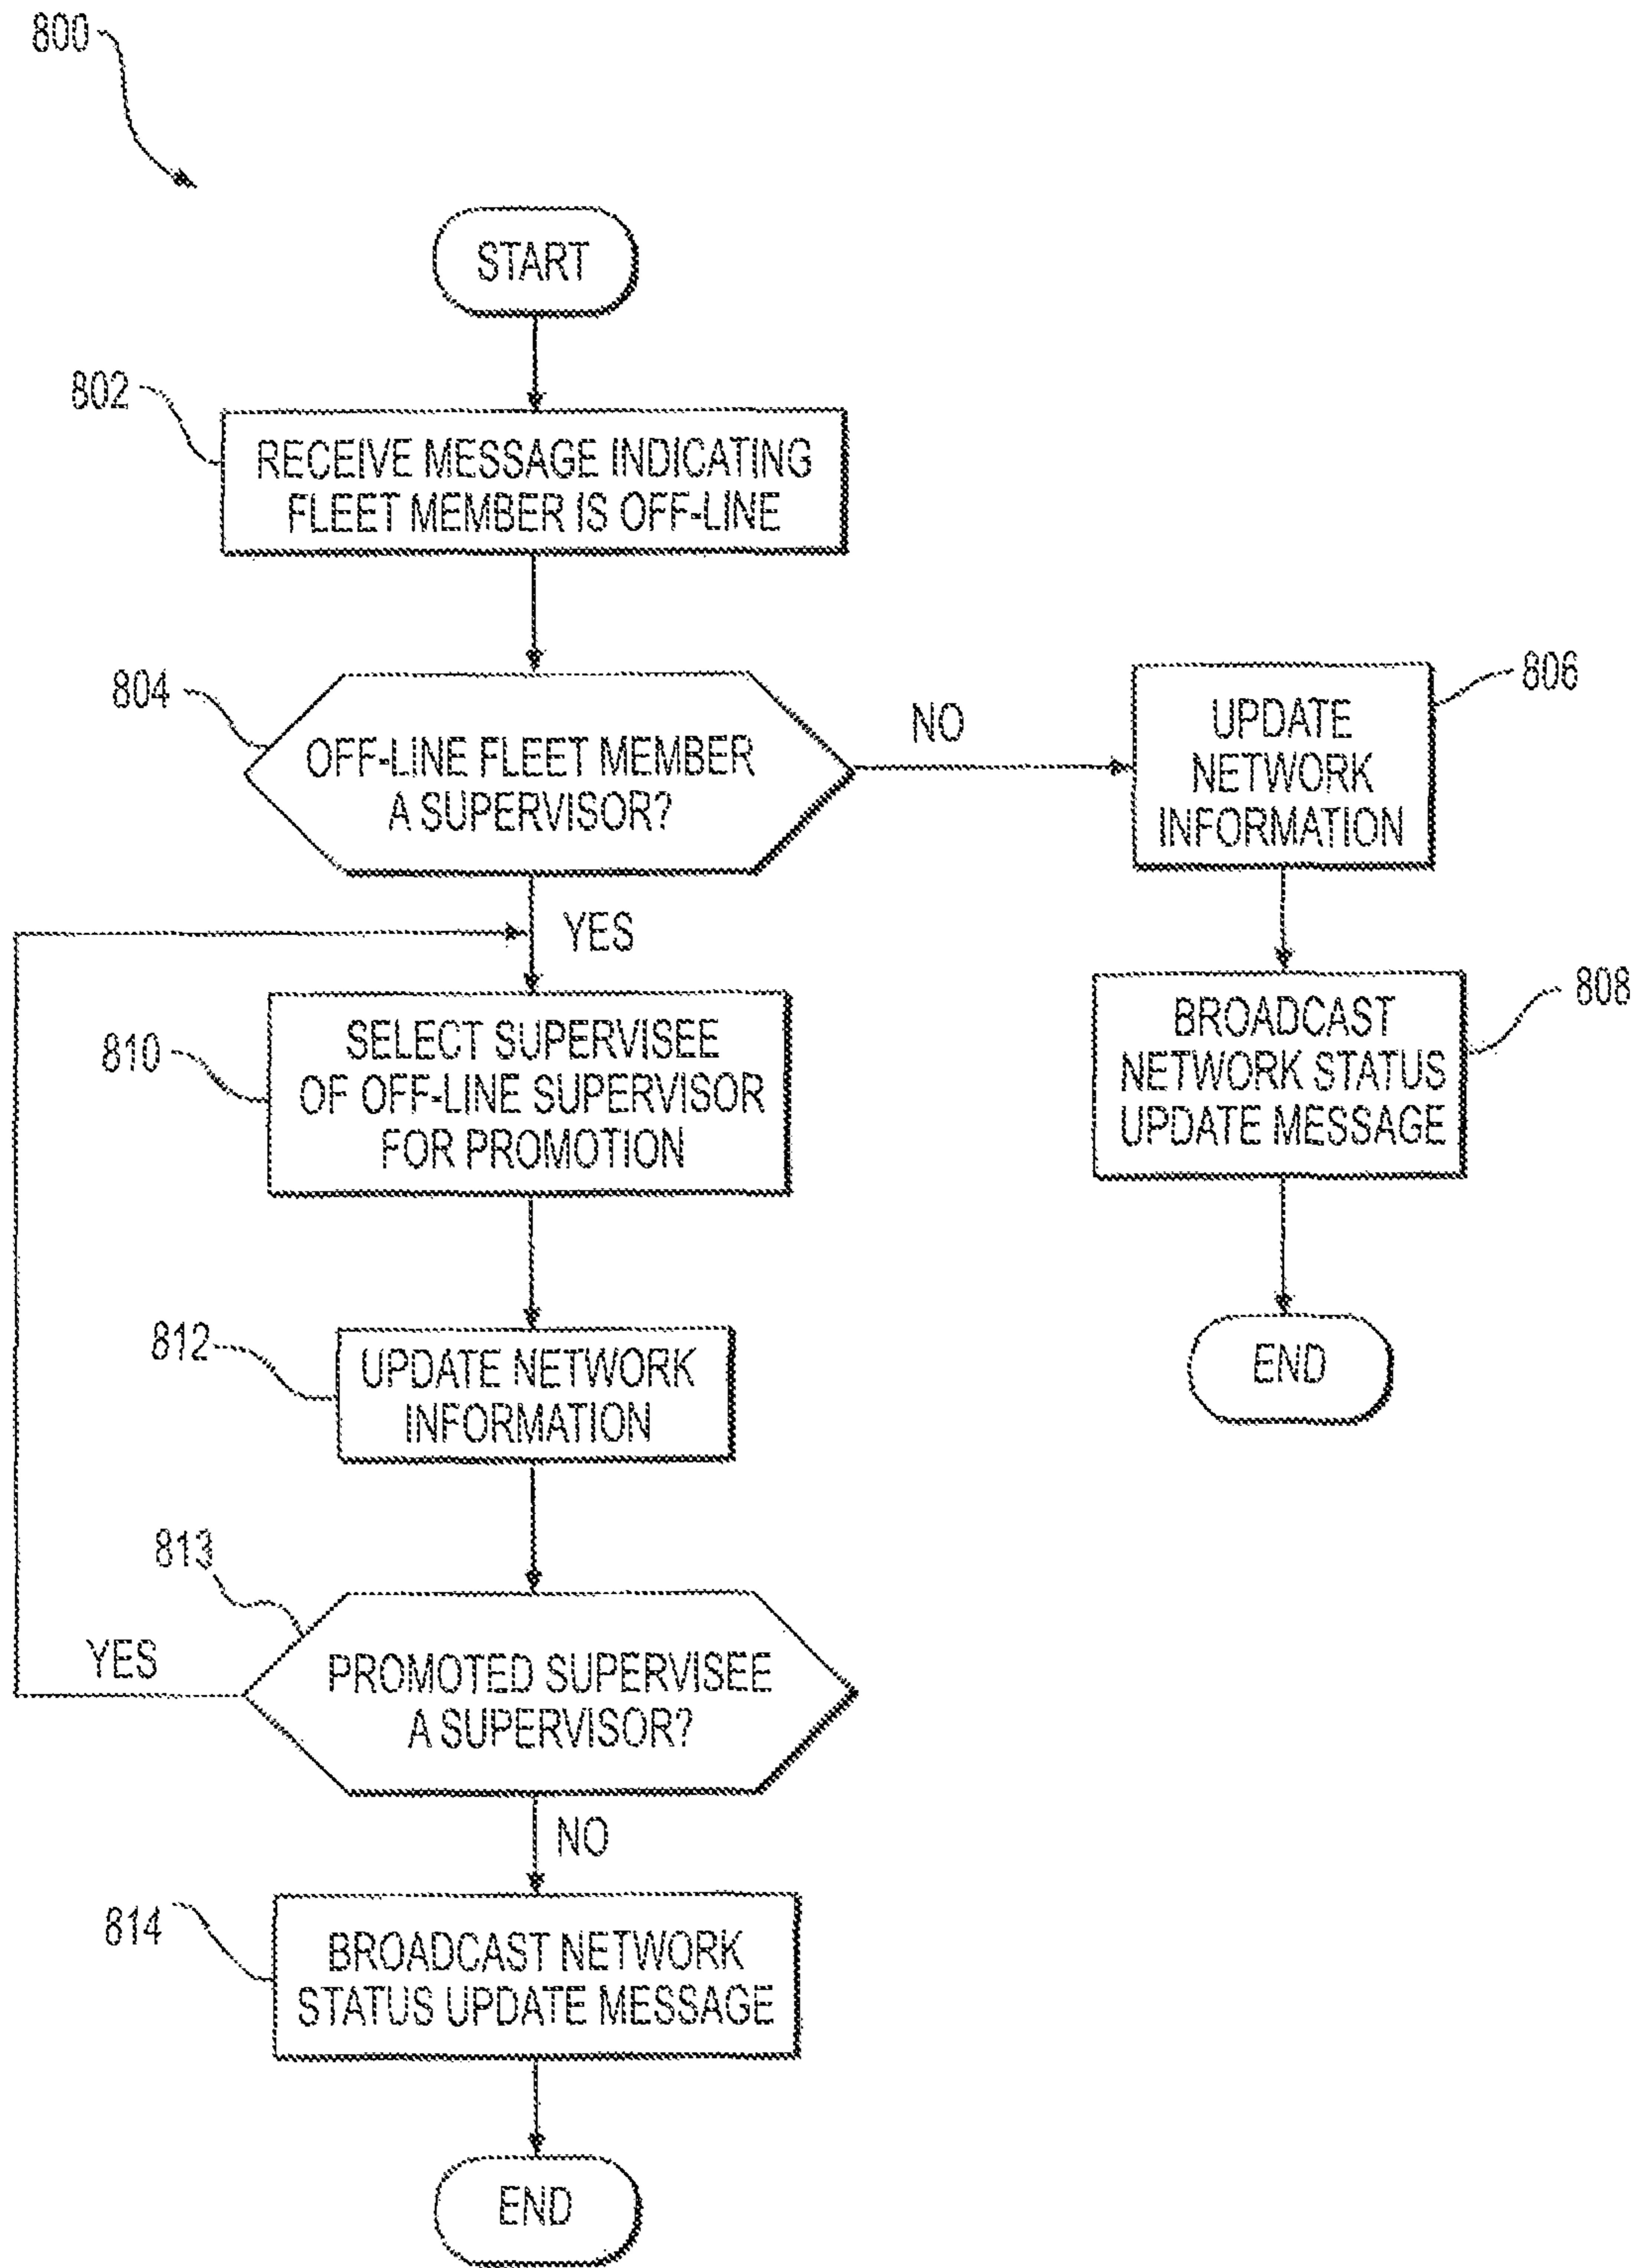 800
START
802
RECEIVE MESSAGE INDICATING
FLEET MEMBER IS OFF-LINE
804
OFF-LINE FLEET MEMBER
A SUPERVISOR?
NO
806
UPDATE
NETWORK
INFORMATION
YES
808
BROADCAST
NETWORK STATUS
UPDATE MESSAGE
END
810
SELECT SUPERVISEE
OF OFF-LINE SUPERVISOR
FOR PROMOTION
812
UPDATE NETWORK
INFORMATION
813
YES
PROMOTED SUPERVISEE
A SUPERVISOR?
NO
814
BROADCAST NETWORK
STATUS UPDATE MESSAGE
END